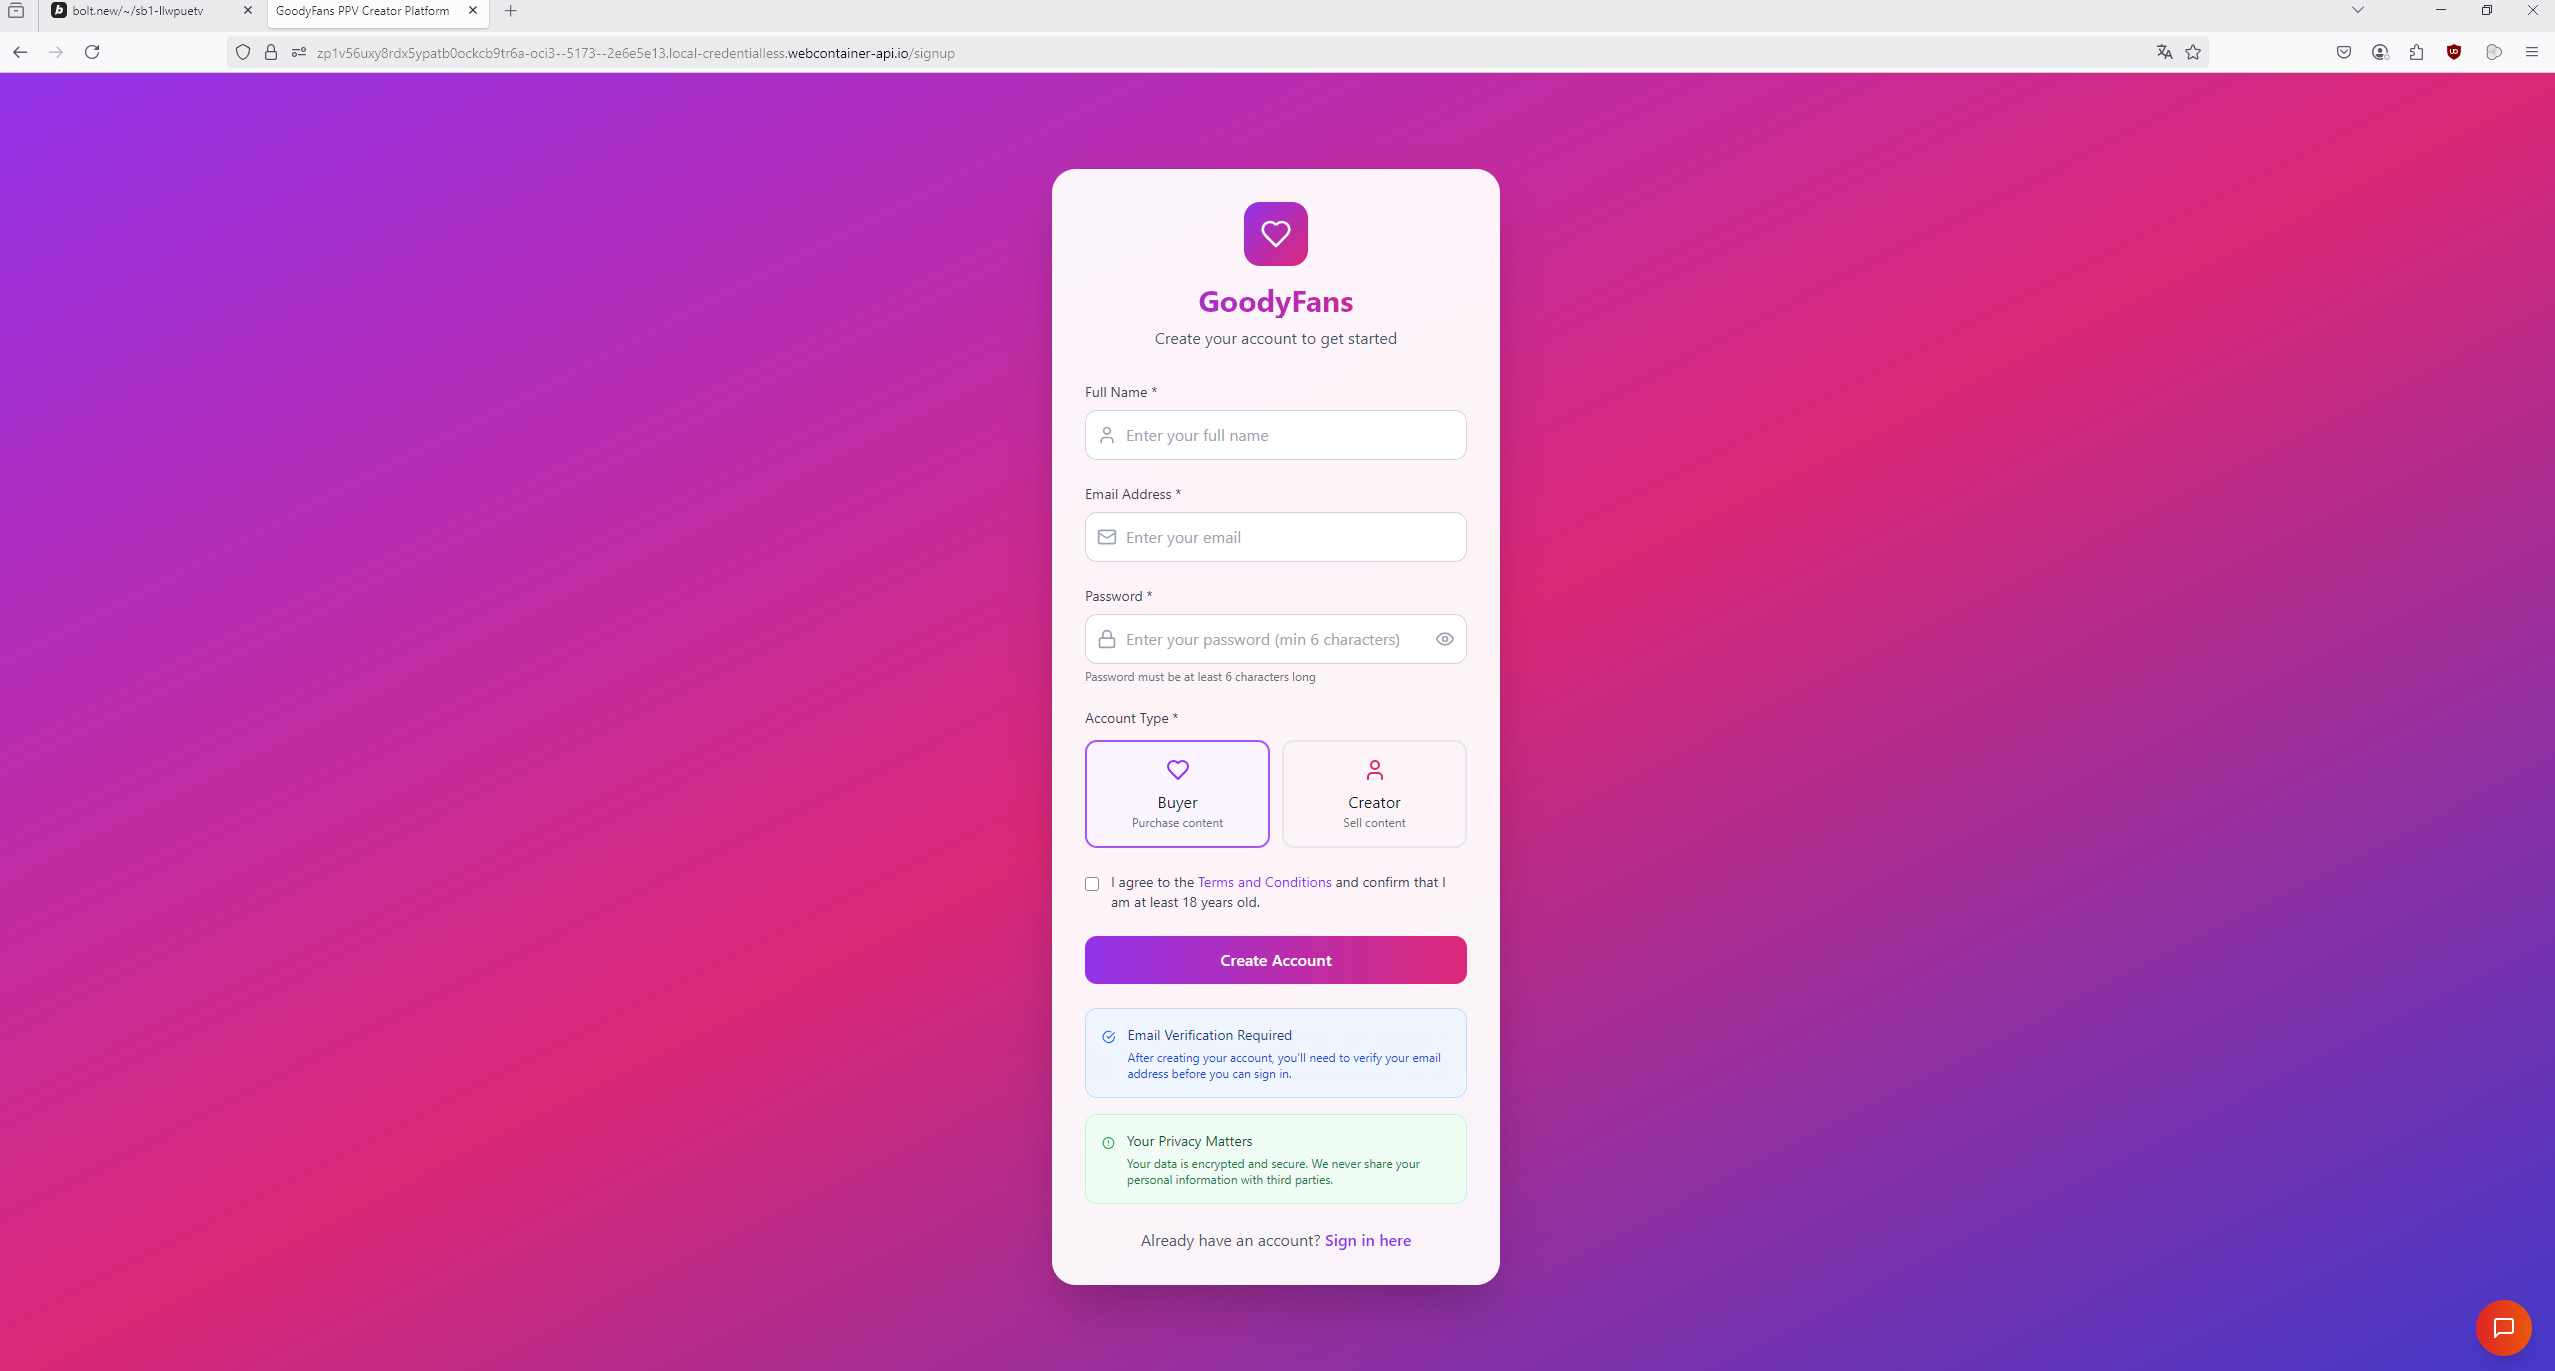 bolt.new/~/sb1-llwpuetv
GoodyFans PPV Creator Platform
zp1v56uxy8rdx5ypatb0ockcb9tr6a-oci3--5173--2e6e5e13.local-credentialless.webcontainer-api.io/signup
GoodyFans
Create your account to get started
Full Name *
Enter your full name
Email Address *
Enter your email
Password *
Enter your password (min 6 characters)
Password must be at least 6 characters long
Account Type *
Buyer
Purchase content
Creator
Sell content
I agree to the Terms and Conditions and confirm that I
am at least 18 years old.
Create Account
Email Verification Required
After creating your account, you'll need to verify your email
address before you can sign in.
Your Privacy Matters
Your data is encrypted and secure. We never share your
personal information with third parties.
Already have an account? Sign in here